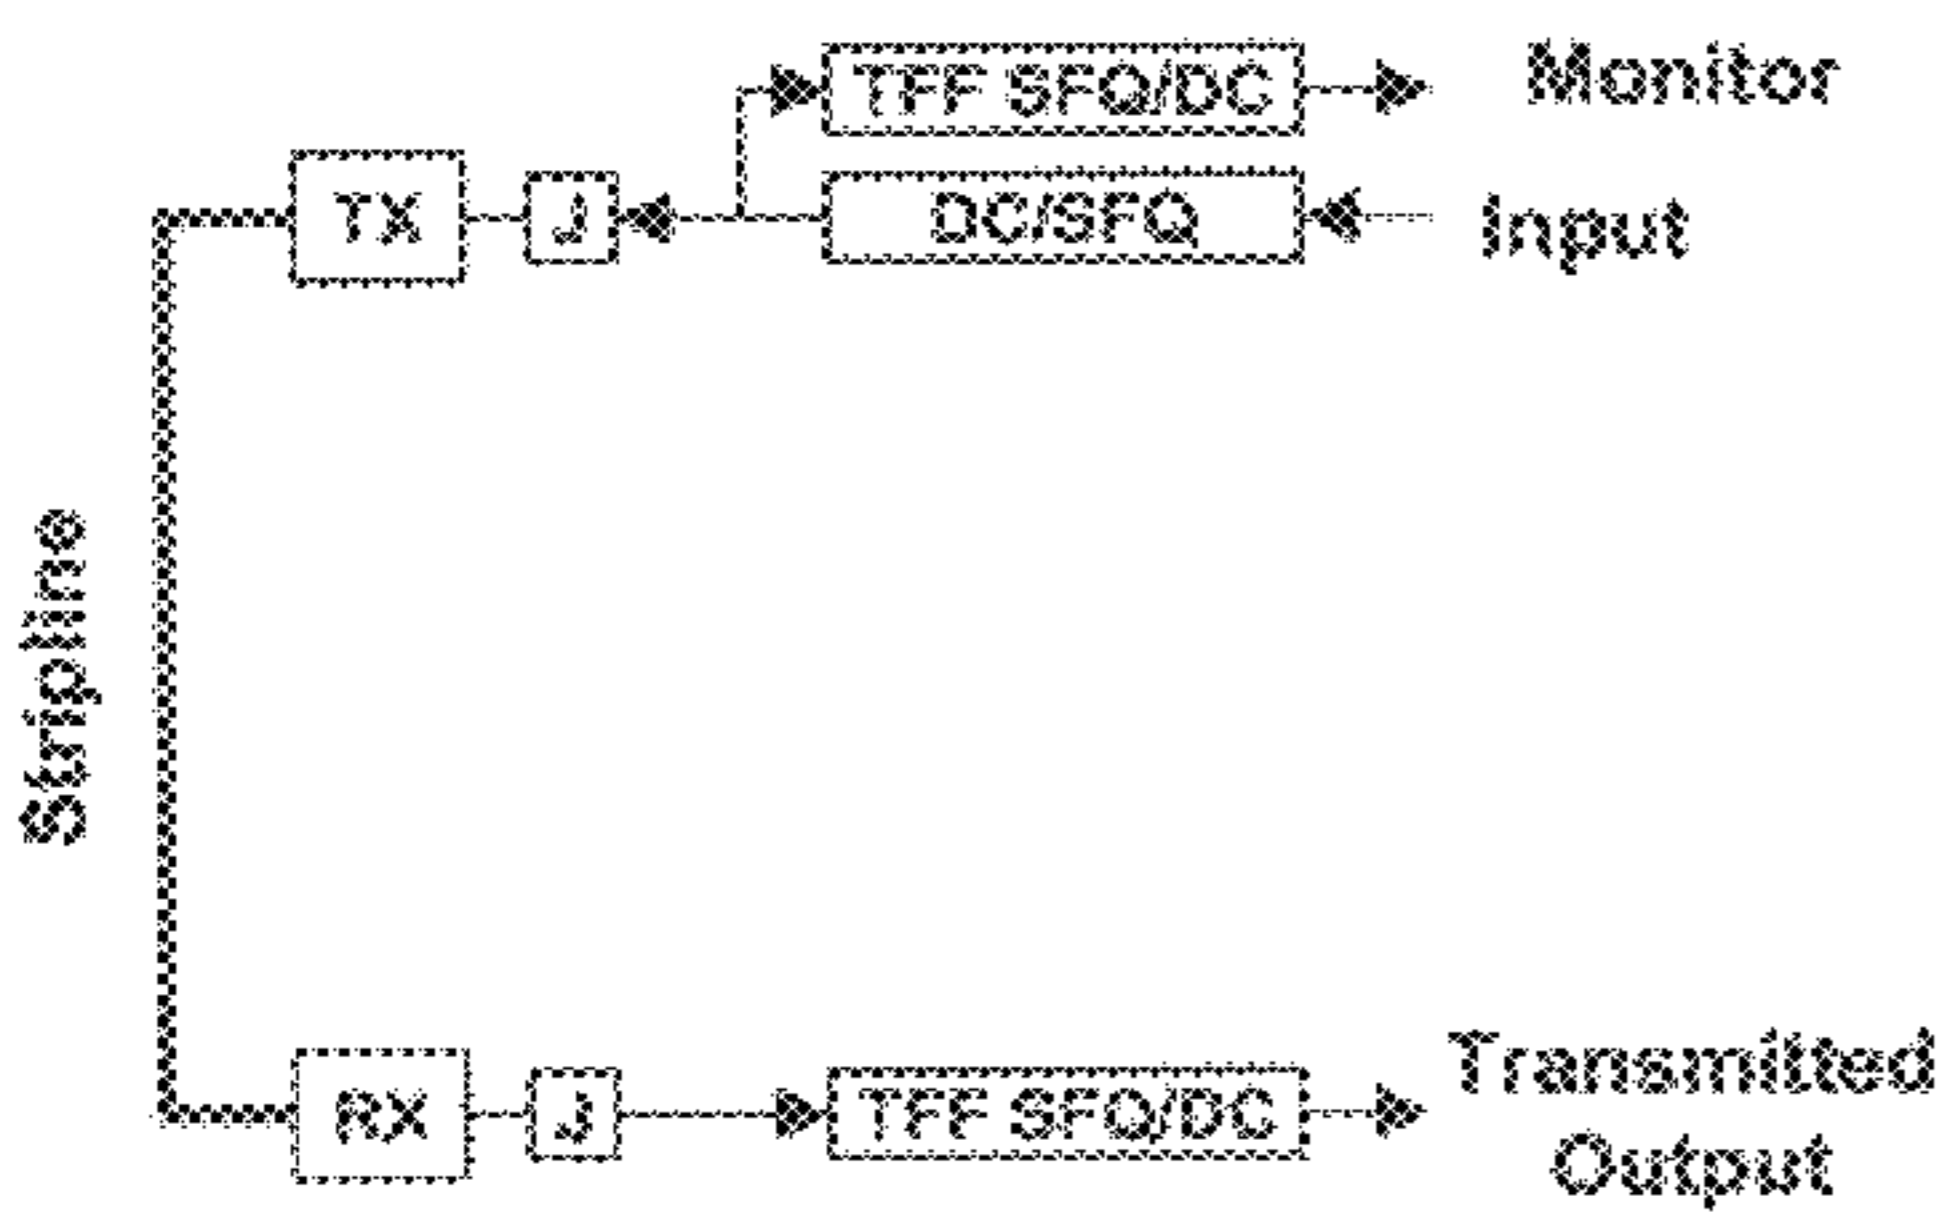 TFF SFQ/DC
Monitor
TX
J
DC/SFQ
Input
Stripline
RX
J
TFF SFQ/DC
Transmitted
Output